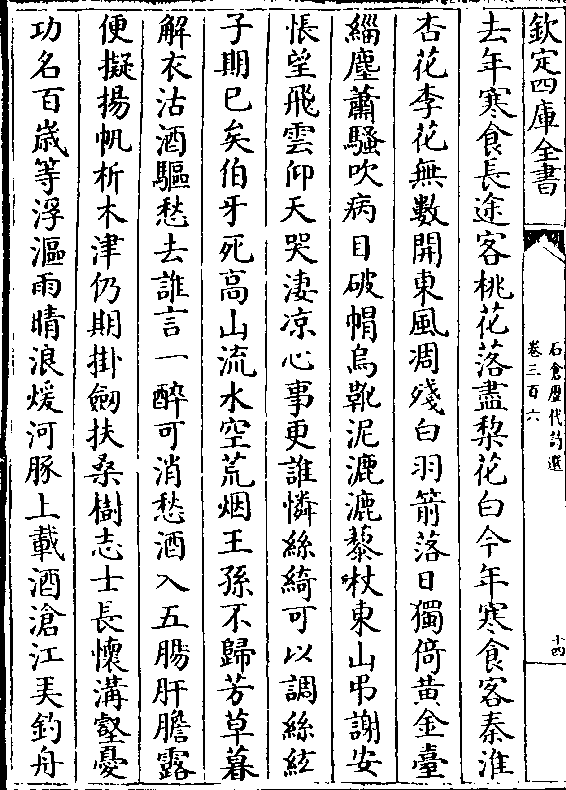 欽定四庫全書
石倉歷代詩選
卷三百六
十四
去年寒食長途客桃花落盡棃花白今年寒食客秦淮
杏花李花無數開東風凋殘白羽箭落日獨倚黃金臺
緇塵蕭騷吹病目破帽烏靴泥漉漉藜杖東山弔謝安
悵望飛雲仰天哭淒凉心事更誰憐絲綺可以調絲絃
子期已矣伯牙死高山流水空荒烟王孫不歸芳草暮
解衣沽酒驅愁去誰言一醉可消愁酒入五腸肝膽露
便擬揚帆析木津仍期掛劒扶桑樹志士長懷溝壑憂
功名百歲等浮漚雨晴浪煖河豚上載酒滄江美釣舟